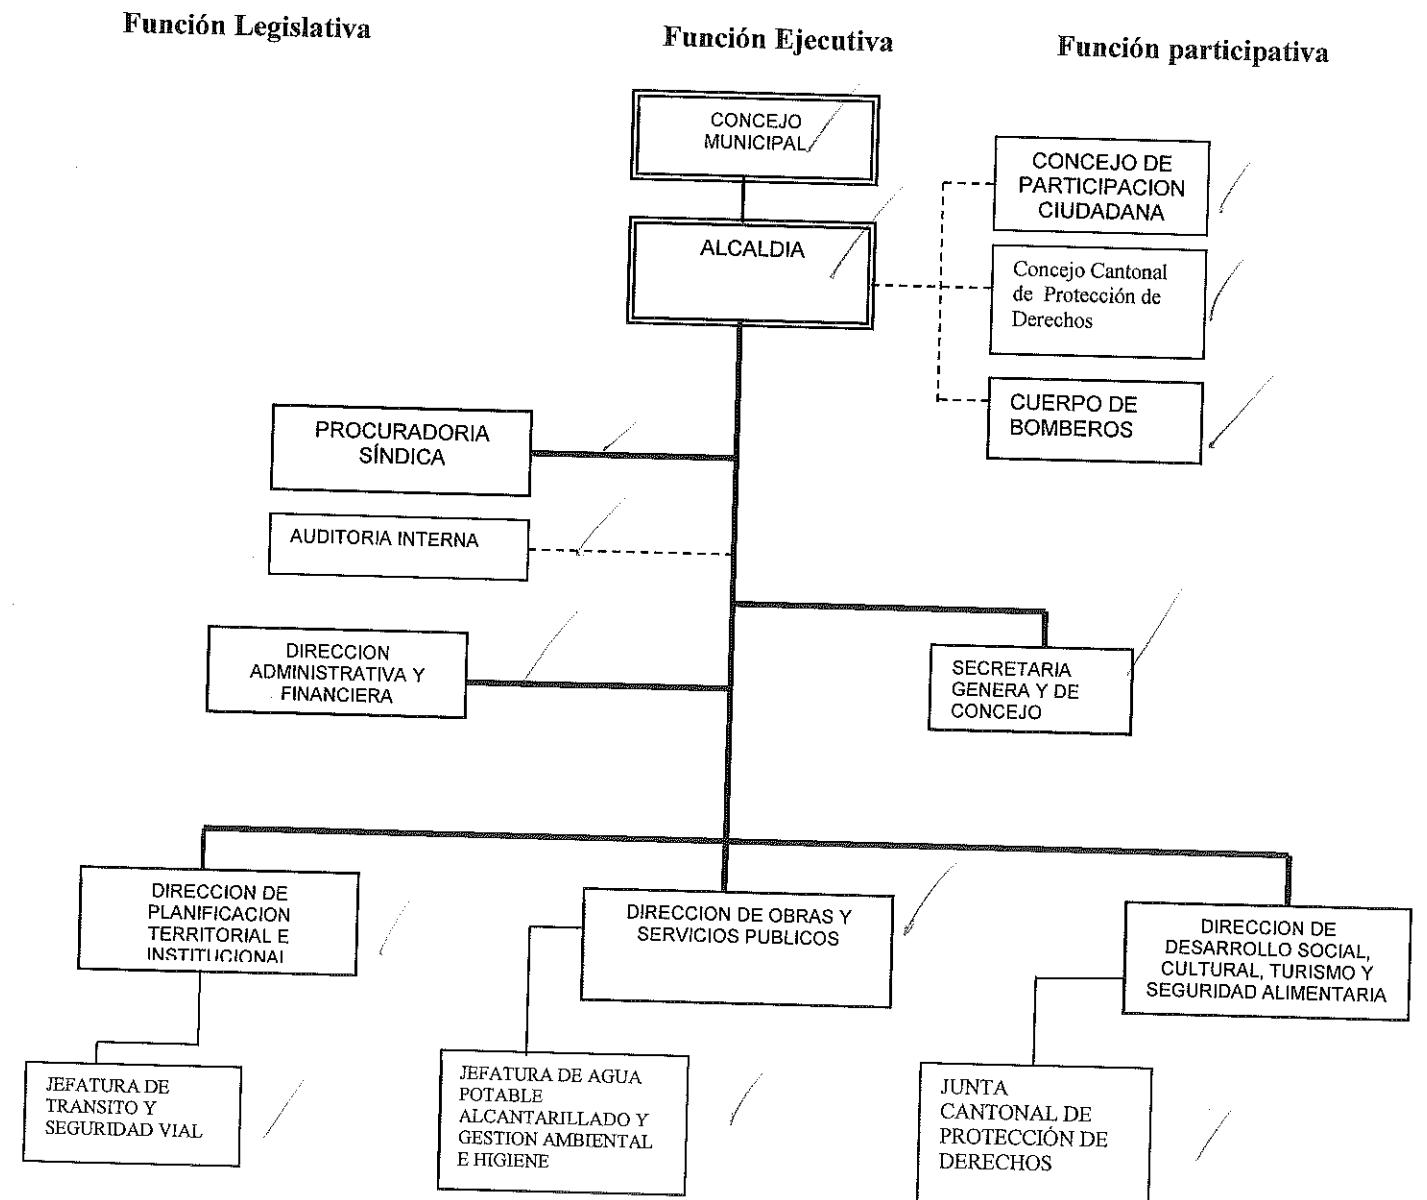 Función Legislativa
Función Ejecutiva
Función participativa
CONCEJO
MUNICIPAL
CONCEJO DE
PARTICIPACION
CIUDADANA
ALCALDIA
Concejo Cantonal
de Protección de
Derechos
CUERPO DE
BOMBEROS
PROCURADORIA
SÍNDICA
AUDITORIA INTERNA
DIRECCION
ADMINISTRATIVA Y
FINANCIERA
SECRETARIA
GENERA Y DE
CONCEJO
DIRECCION DE
PLANIFICACION
TERRITORIAL E
INSTITUCIONAL
DIRECCION DE OBRAS Y
SERVICIOS PUBLICOS
DIRECCION DE
DESARROLLO SOCIAL,
CULTURAL, TURISMO Y
SEGURIDAD ALIMENTARIA
JEFATURA DE
TRANSITO Y
SEGURIDAD VIAL
JEFATURA DE AGUA
POTABLE
ALCANTARILLADO Y
GESTION AMBIENTAL
E HIGIENE
JUNTA
CANTONAL DE
PROTECCIÓN DE
DERECHOS